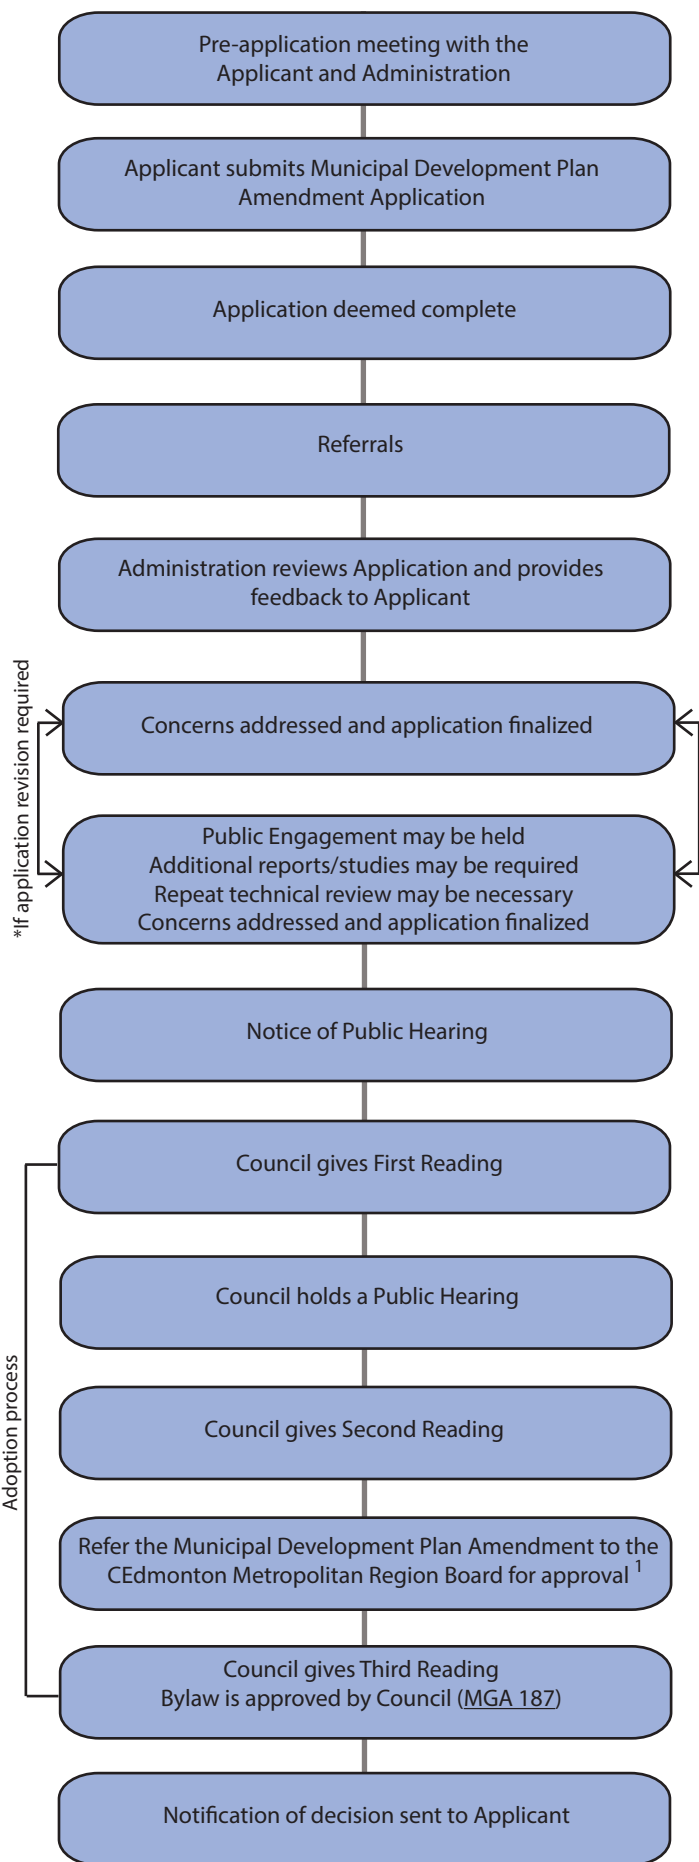 Pre-application meeting with the
Applicant and Administration
Applicant submits Municipal Development Plan
Amendment Application
Application deemed complete
Referrals
Administration reviews Application and provides
feedback to Applicant
*If application revision required
Concerns addressed and application finalized
Public Engagement may be held
Additional reports/studies may be required
Repeat technical review may be necessary
Concerns addressed and application finalized
Notice of Public Hearing
Adoption process
Council gives First Reading
Council holds a Public Hearing
Council gives Second Reading
Refer the Municipal Development Plan Amendment to the
CEdmonton Metropolitan Region Board for approval 1
Council gives Third Reading
Bylaw is approved by Council (MGA 187)
Notification of decision sent to Applicant